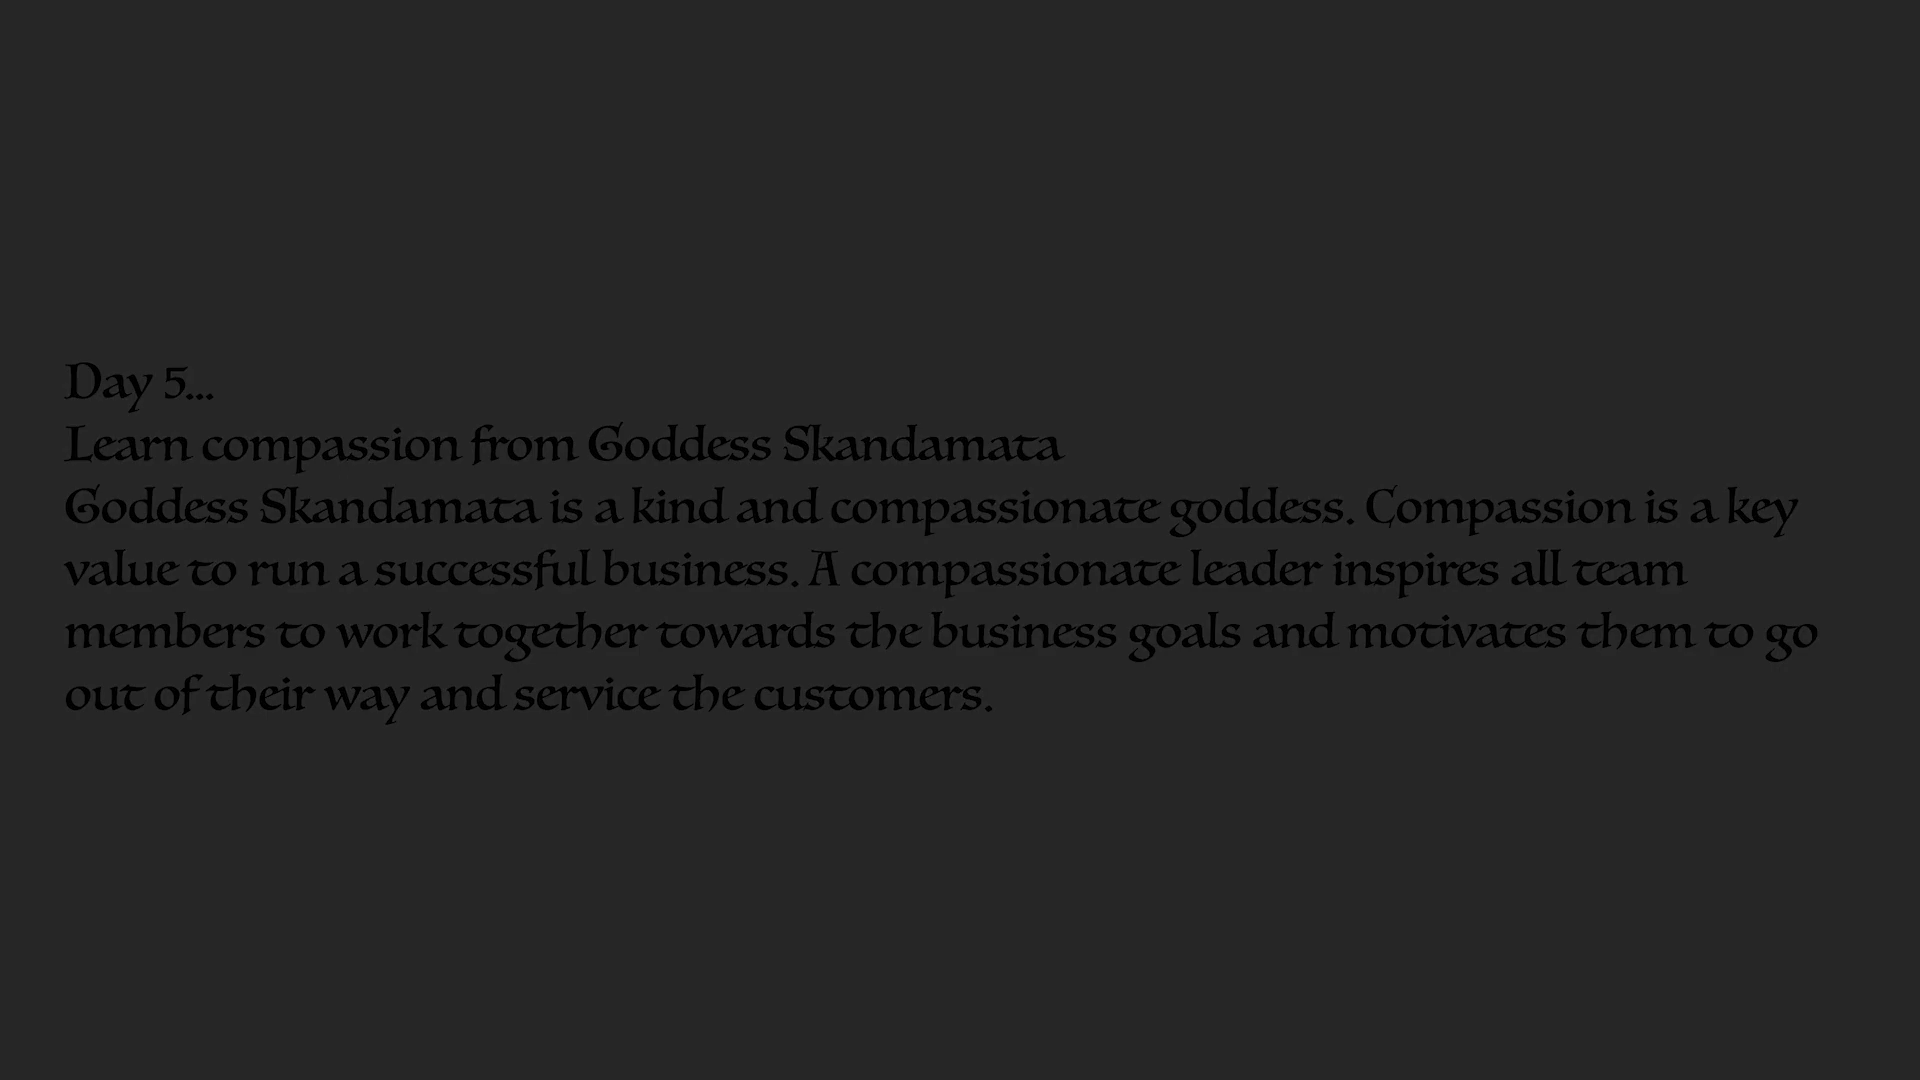 Day 5...
Learn compassion from Goddess Skandamata
Goddess Skandamata is a kind and compassionate goddess. Compassion is a key
value to run a successful business. A compassionate leader inspires all team
members to work together towards the business goals and motivates them to go
out of their way and service the customers.